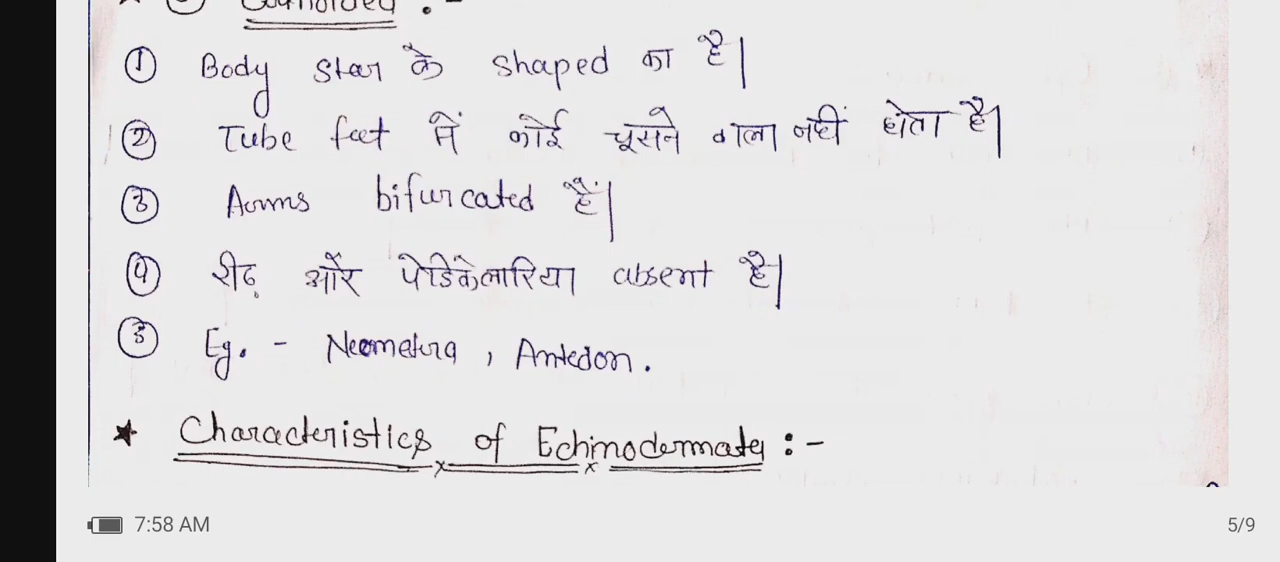 ① Body star के shaped का है।
② Tube feet में कोई चूसने वाला नहीं होता है।
③ Arms bifurcated हैं।
④ रीढ़ और पेडिकेलारिया absent है।
⑤ Eg. - Neometra, Antedon.
★ Characteristics of Echinodermata :-
7:58 AM 5/9